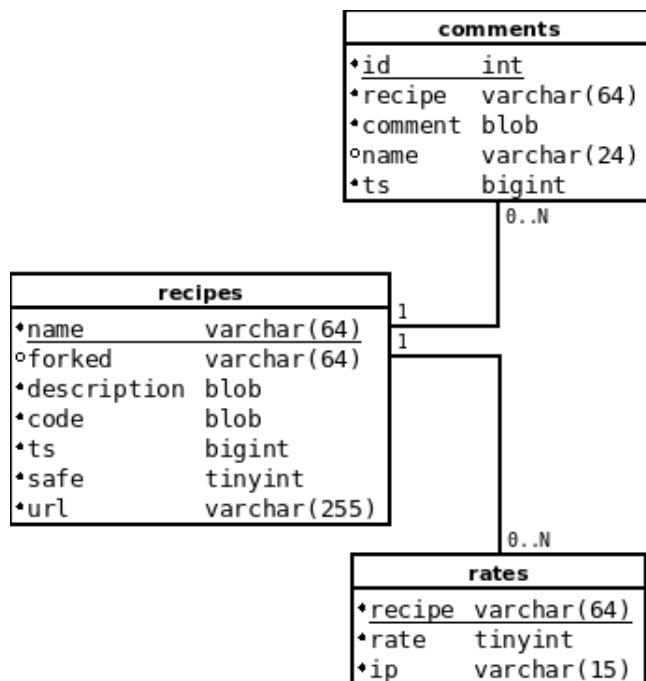 comments
id int
recipe varchar(64)
comment blob
name varchar(24)
ts bigint
0..N
recipes
name varchar(64)
forked varchar(64)
description blob
code blob
ts bigint
safe tinyint
url varchar(255)
1
1
0..N
rates
recipe varchar(64)
rate tinyint
ip varchar(15)